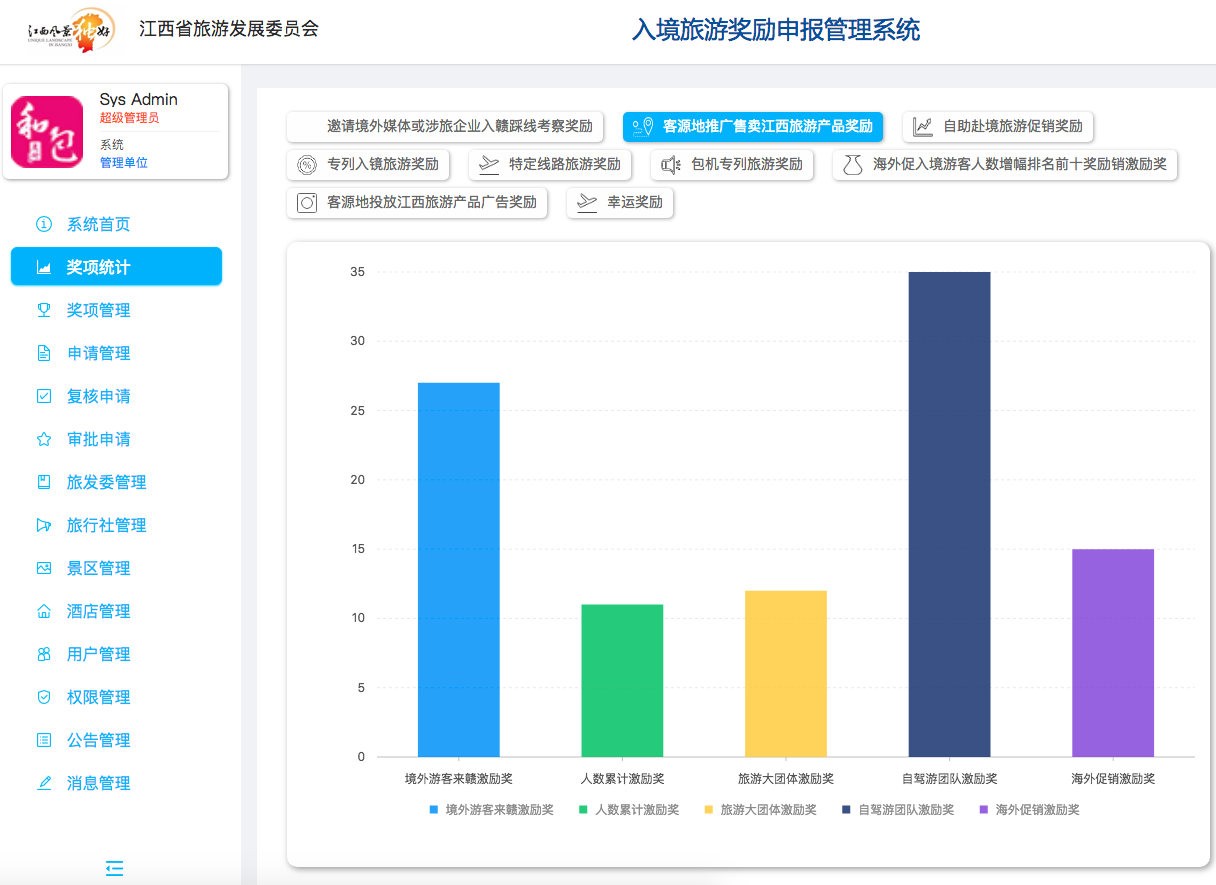 江西风景独好
UNIQUE LANDSCAPE
IN JIANGXI
江西省旅游发展委员会
入境旅游奖励申报管理系统
和包
Sys Admin
超级管理员
系统
管理单位
系统首页
奖项统计
奖项管理
申请管理
复核申请
审批申请
旅发委管理
旅行社管理
景区管理
酒店管理
用户管理
权限管理
公告管理
消息管理
邀请境外媒体或涉旅企业入赣踩线考察奖励
客源地推广售卖江西旅游产品奖励
自助赴境旅游促销奖励
专列入镜旅游奖励
特定线路旅游奖励
包机专列旅游奖励
海外促入境游客人数增幅排名前十奖励销激励奖
客源地投放江西旅游产品广告奖励
幸运奖励
35
30
25
20
15
10
5
0
境外游客来赣激励奖 人数累计激励奖 旅游大团体激励奖 自驾游团队激励奖 海外促销激励奖
境外游客来赣激励奖 人数累计激励奖 旅游大团体激励奖 自驾游团队激励奖 海外促销激励奖